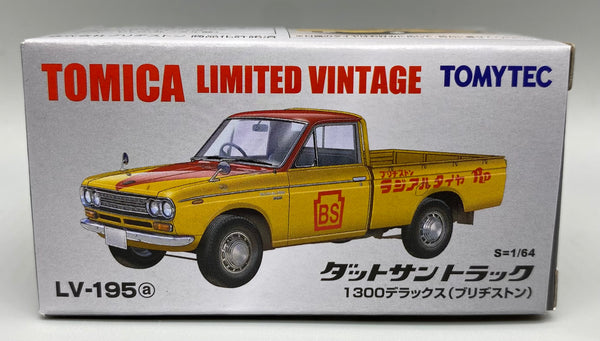 TOMICA LIMITED VINTAGE TOMYTEC
ブリヂストン
ラジアルタイヤ RD
BS
S=1/64
ダットサントラック
LV-195ⓐ 1300デラックス(ブリヂストン)